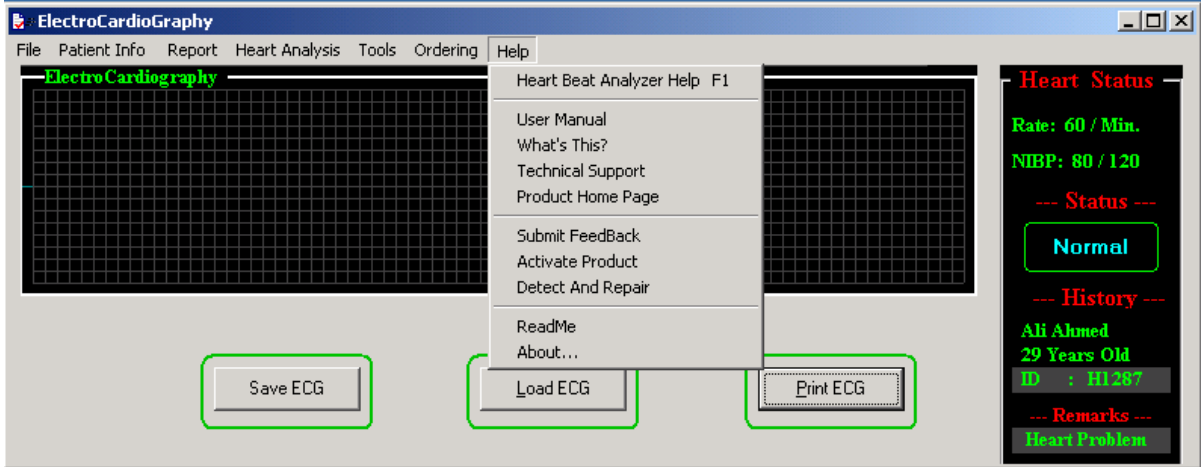 ElectroCardioGraphy
File Patient Info Report Heart Analysis Tools Ordering Help
ElectroCardiography
Heart Beat Analyzer Help F1
User Manual
What's This?
Technical Support
Product Home Page
Submit FeedBack
Activate Product
Detect And Repair
ReadMe
About...
Save ECG
Load ECG
Print ECG
Heart Status
Rate: 60 / Min.
NIBP: 80 / 120
--- Status ---
Normal
--- History ---
Ali Ahmed
29 Years Old
ID : H1287
--- Remarks ---
Heart Problem